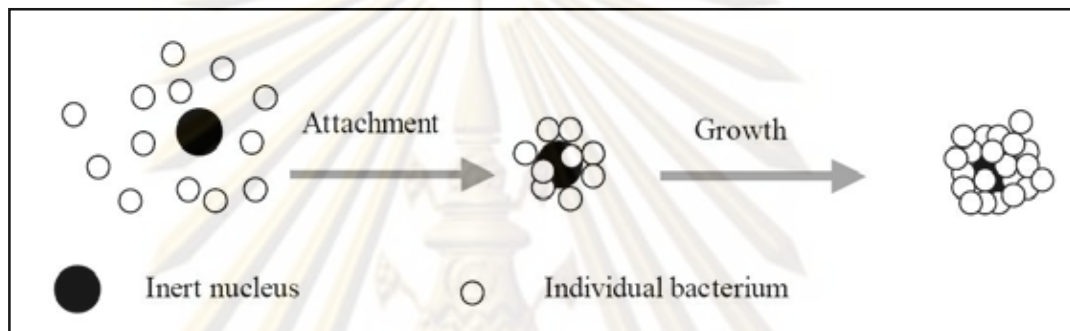 Attachment
Growth
Inert nucleus
Individual bacterium